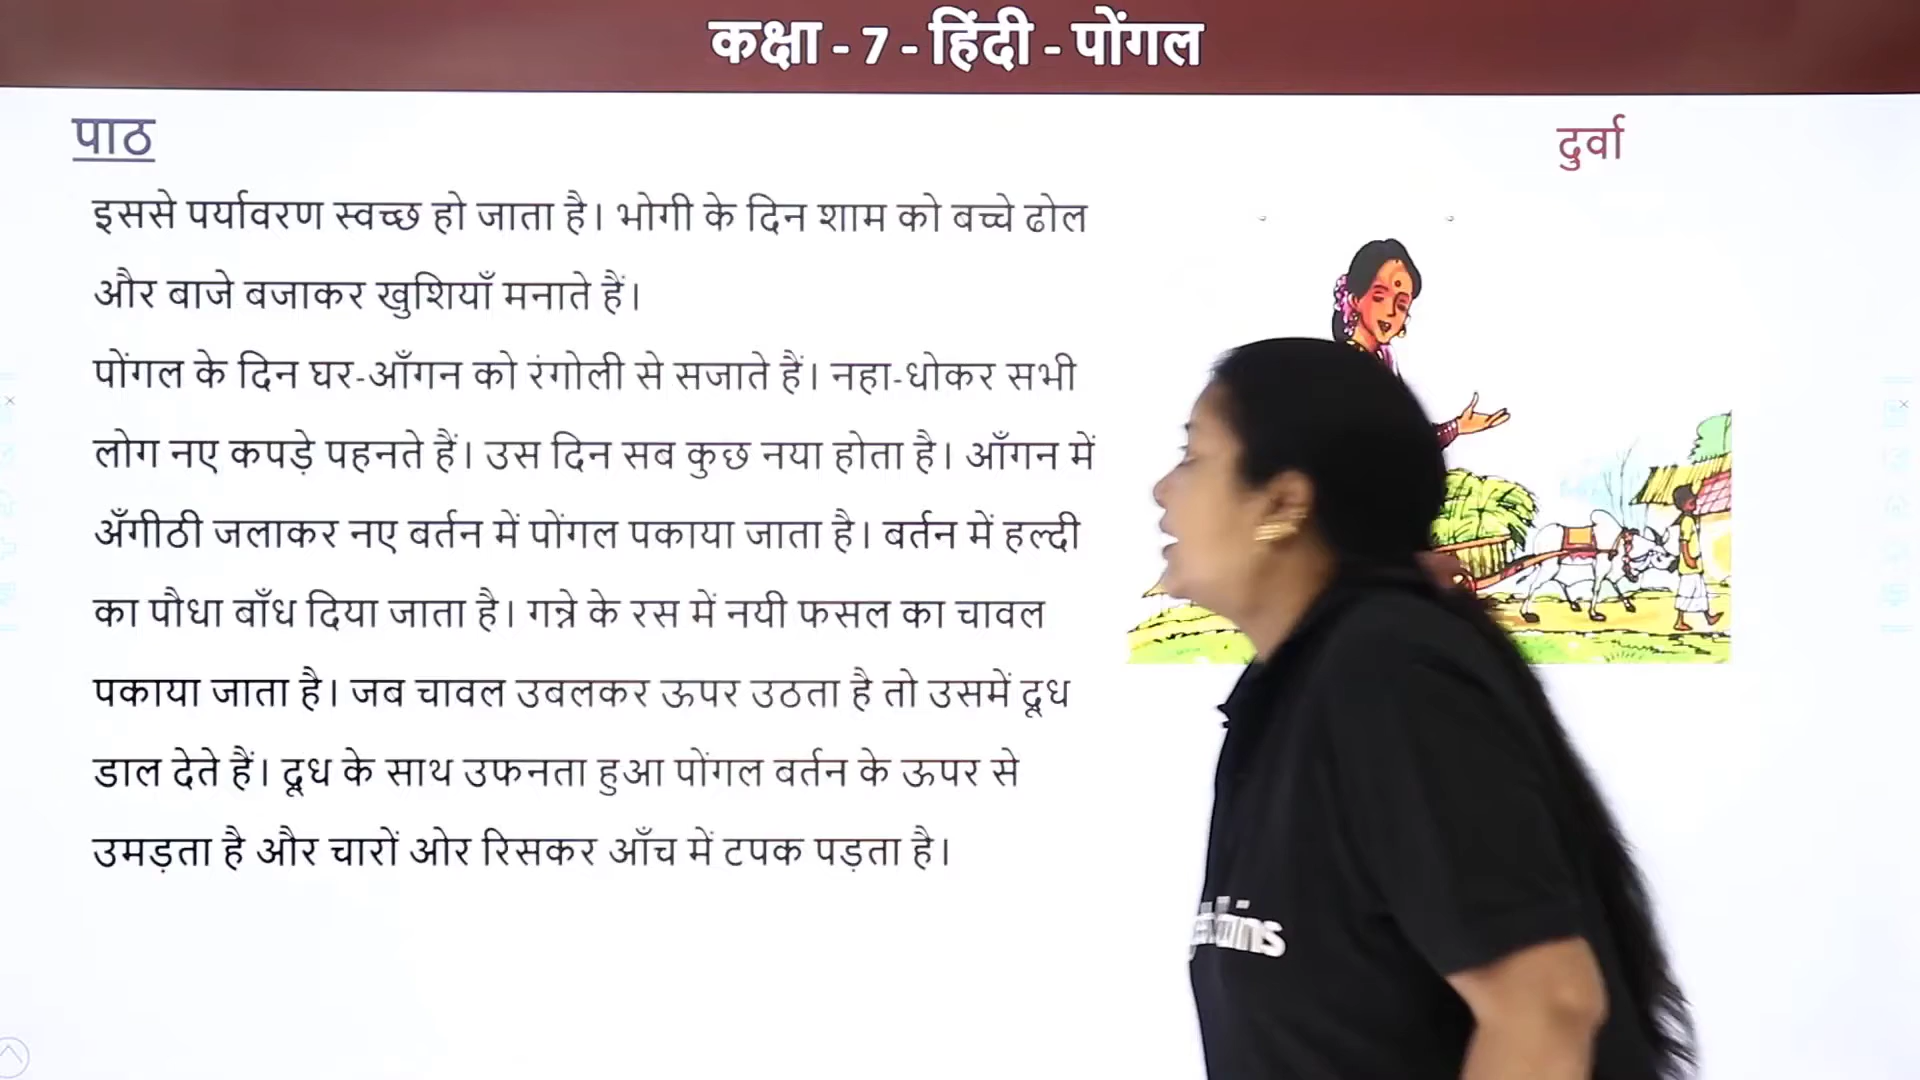 कक्षा - 7 - हिंदी - पोंगल
पाठ
दुर्वा
इससे पर्यावरण स्वच्छ हो जाता है। भोगी के दिन शाम को बच्चे ढोल
और बाजे बजाकर खुशियाँ मनाते हैं।
पोंगल के दिन घर-आँगन को रंगोली से सजाते हैं। नहा-धोकर सभी
लोग नए कपड़े पहनते हैं। उस दिन सब कुछ नया होता है। आँगन में
अँगीठी जलाकर नए बर्तन में पोंगल पकाया जाता है। बर्तन में हल्दी
का पौधा बाँध दिया जाता है। गन्ने के रस में नयी फसल का चावल
पकाया जाता है। जब चावल उबलकर ऊपर उठता है तो उसमें दूध
डाल देते हैं। दूध के साथ उफनता हुआ पोंगल बर्तन के ऊपर से
उमड़ता है और चारों ओर रिसकर आँच में टपक पड़ता है।